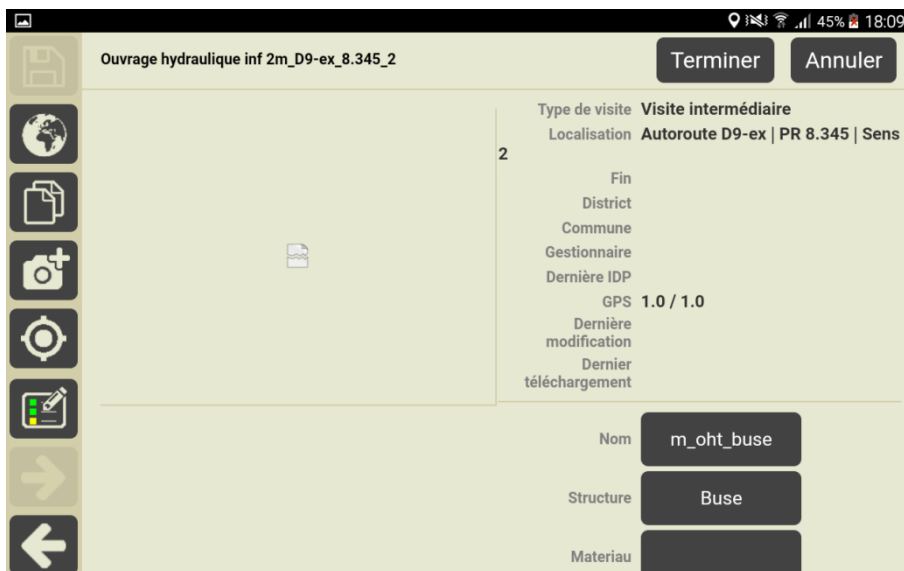 45% 18:09
Ouvrage hydraulique inf 2m_D9-ex_8.345_2
Terminer
Annuler
Type de visite Visite intermédiaire
Localisation Autoroute D9-ex | PR 8.345 | Sens
2
Fin
District
Commune
Gestionnaire
Dernière IDP
GPS 1.0 / 1.0
Dernière
modification
Dernier
téléchargement
Nom m_oht_buse
Structure Buse
Materiau